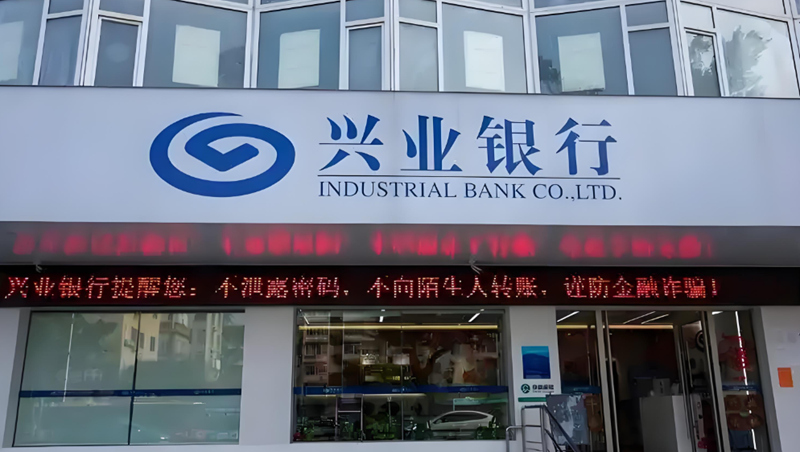 兴业银行
INDUSTRIAL BANK CO.,LTD.
兴业银行提醒您：不泄露密码，不向陌生人转账，谨防金融诈骗！